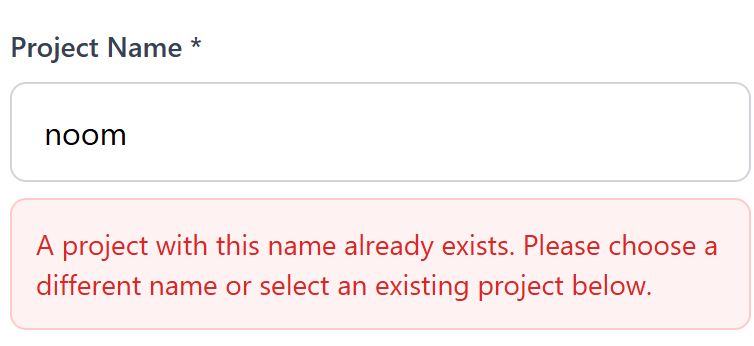 Project Name *
noom
A project with this name already exists. Please choose a
different name or select an existing project below.